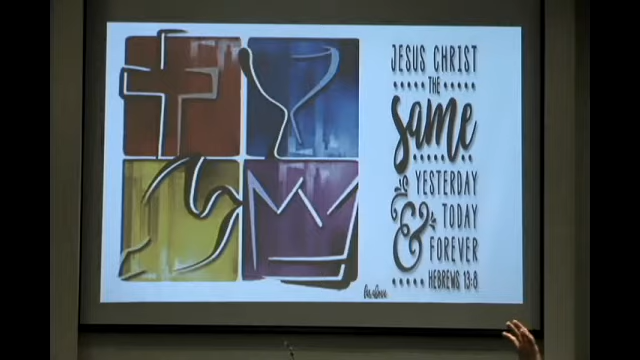 JESUS CHRIST
THE
Same
YESTERDAY
& TODAY
FOREVER
HEBREWS 13:8